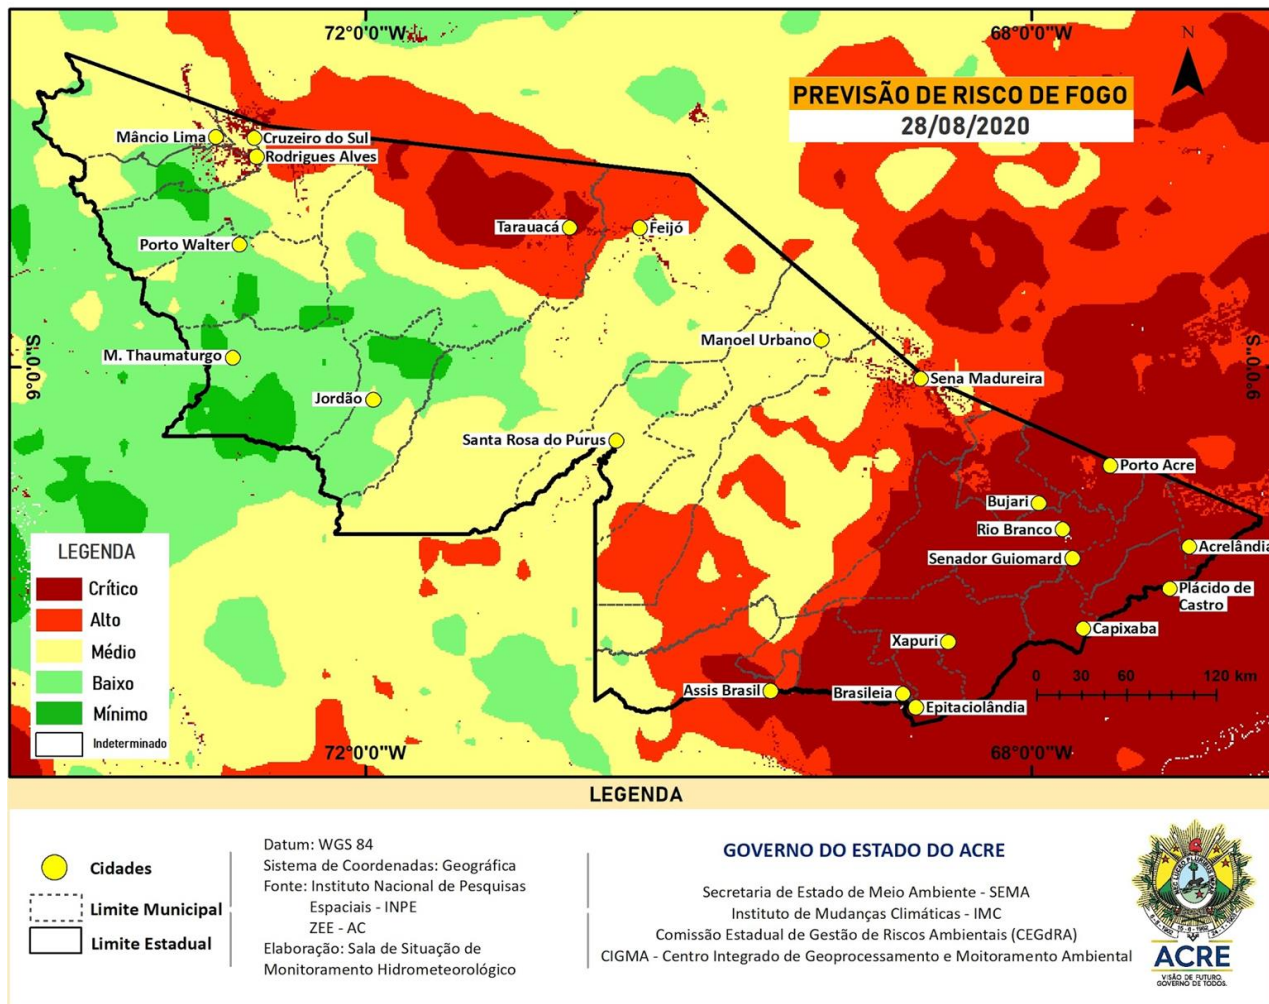 72°0'0"W
68°0'0"W
N
PREVISÃO DE RISCO DE FOGO
28/08/2020
Mâncio Lima
Cruzeiro do Sul
Rodrigues Alves
Tarauacá
Feijó
Porto Walter
Manoel Urbano
M. Thaumaturgo
9°0'0"S
9°0'0"S
Sena Madureira
Jordão
Santa Rosa do Purus
Porto Acre
Bujari
Rio Branco
Acrelândia
Senador Guiomard
Plácido de
Castro
Capixaba
Xapuri
0 30 60 120 km
Assis Brasil
Brasileia
Epitaciolândia
LEGENDA
Crítico
Alto
Médio
Baixo
Mínimo
Indeterminado
72°0'0"W
68°0'0"W
LEGENDA
Cidades
Limite Municipal
Limite Estadual
Datum: WGS 84
Sistema de Coordenadas: Geográfica
Fonte: Instituto Nacional de Pesquisas
Espaciais - INPE
ZEE - AC
Elaboração: Sala de Situação de
Monitoramento Hidrometeorológico
GOVERNO DO ESTADO DO ACRE
Secretaria de Estado de Meio Ambiente - SEMA
Instituto de Mudanças Climáticas - IMC
Comissão Estadual de Gestão de Riscos Ambientais (CEGdRA)
CIGMA - Centro Integrado de Geoprocessamento e Moitoramento Ambiental
ACRE
VISÃO DE FUTURO.
GOVERNO DE TODOS.